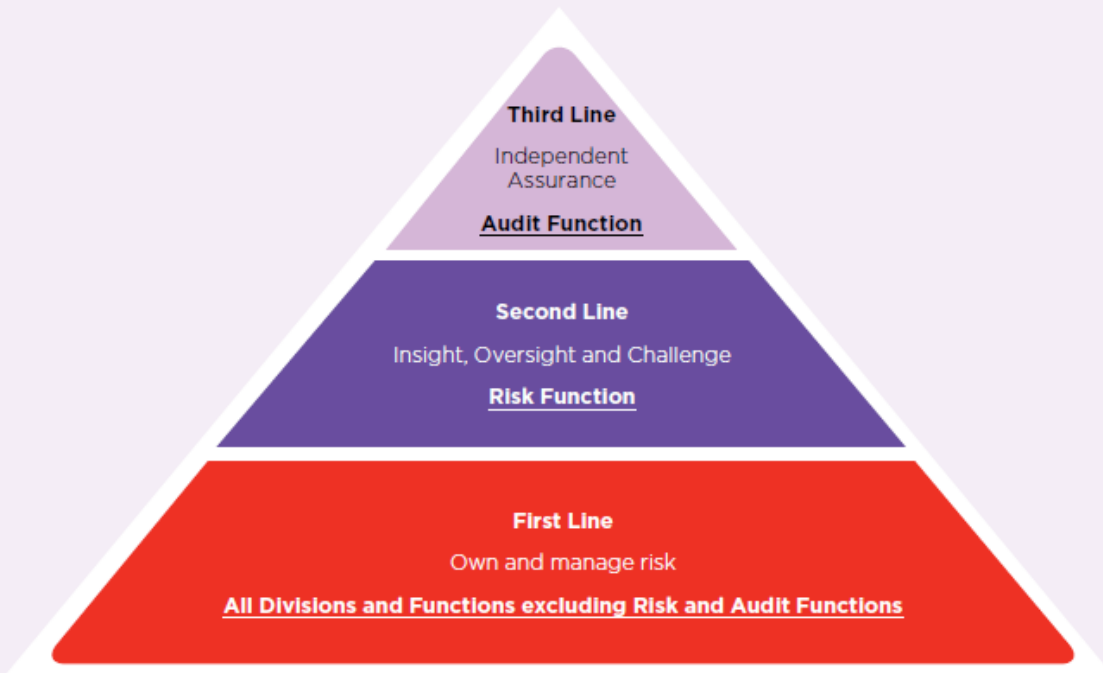 Third Line
Independent
Assurance
Audit Function
Second Line
Insight, Oversight and Challenge
Risk Function
First Line
Own and manage risk
All Divisions and Functions excluding Risk and Audit Functions